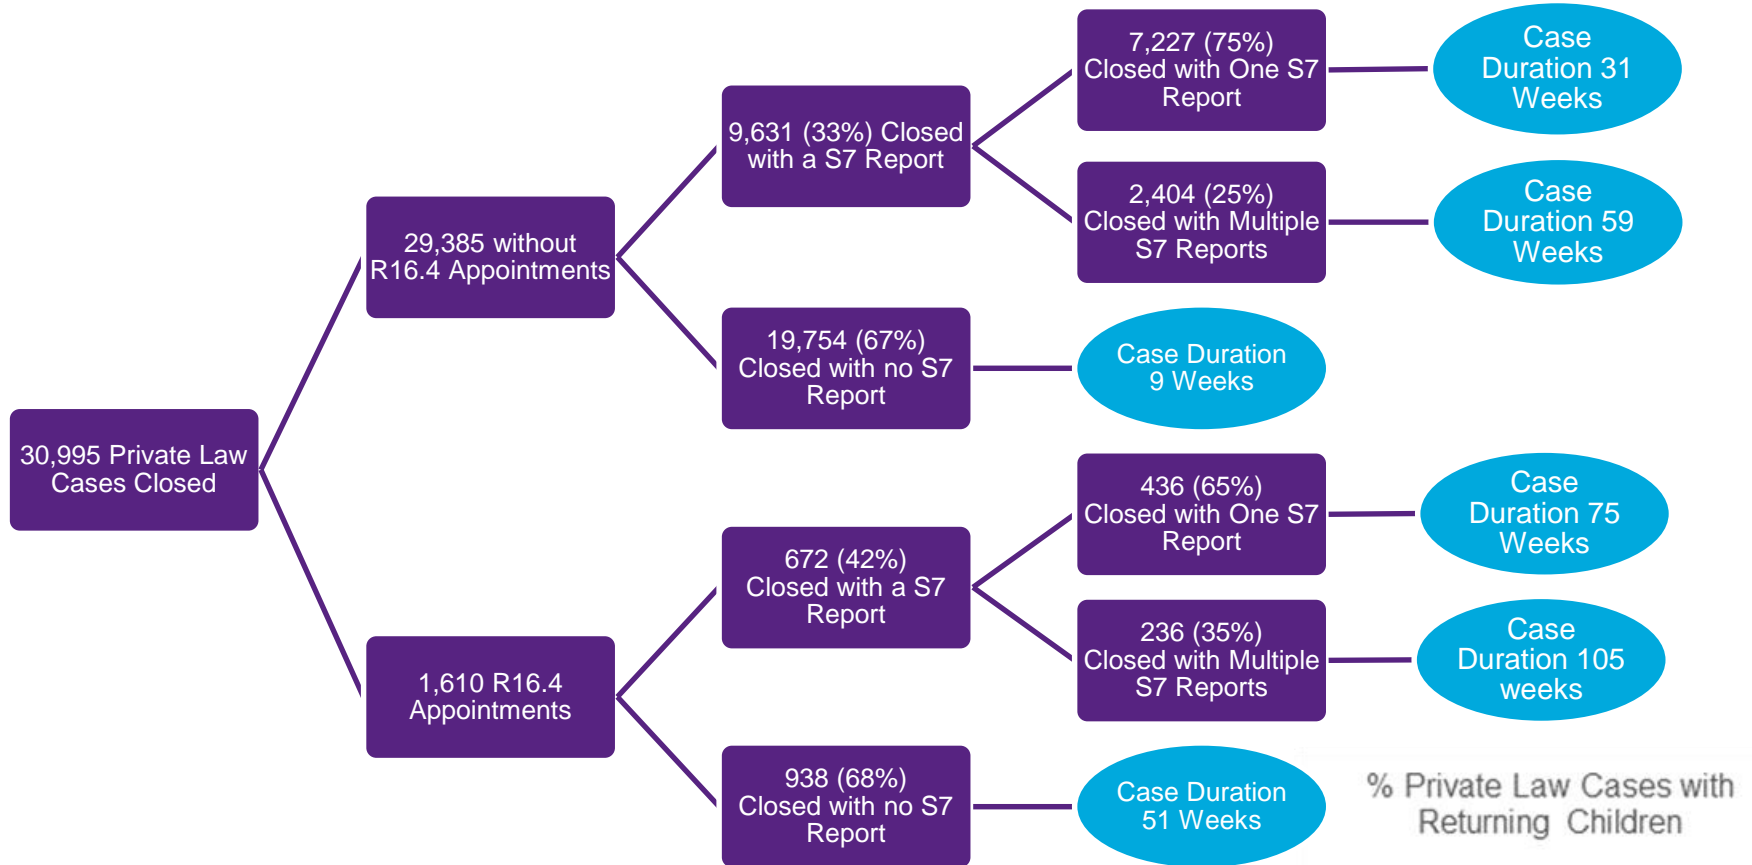 30,995 Private Law
Cases Closed
29,385 without
R16.4 Appointments
9,631 (33%) Closed
with a S7 Report
7,227 (75%)
Closed with One S7
Report
Case
Duration 31
Weeks
2,404 (25%)
Closed with Multiple
S7 Reports
Case
Duration 59
Weeks
19,754 (67%)
Closed with no S7
Report
Case Duration
9 Weeks
1,610 R16.4
Appointments
672 (42%)
Closed with a S7
Report
436 (65%)
Closed with One S7
Report
Case
Duration 75
Weeks
236 (35%)
Closed with Multiple
S7 Reports
Case
Duration 105
weeks
938 (68%)
Closed with no S7
Report
Case Duration
51 Weeks
% Private Law Cases with
Returning Children